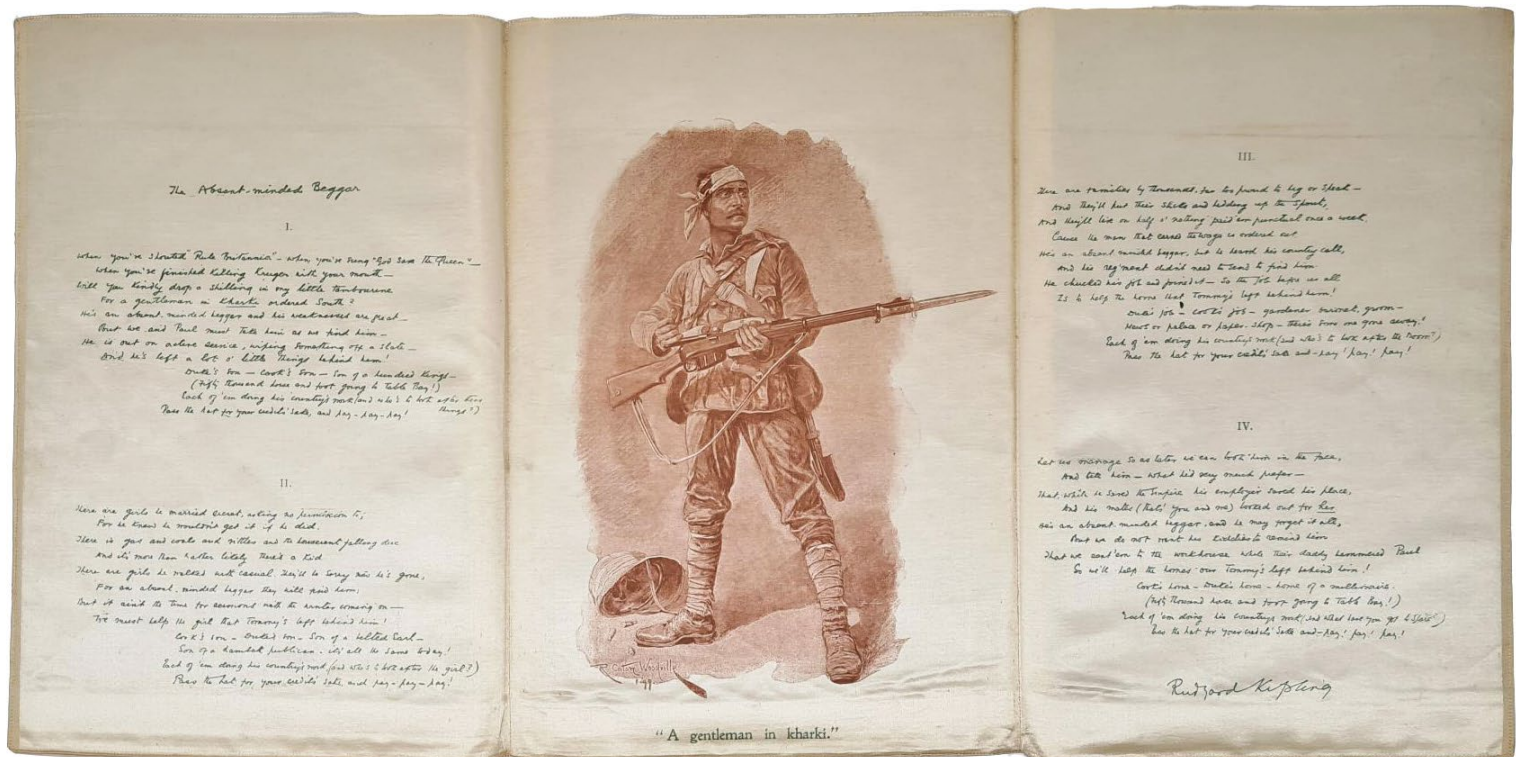 The Absent-minded Beggar
I.
When you've shouted "Rule Britannia" - when you've sung "God Save the Queen" -
When you've finished killing Kruger with your mouth -
Will you kindly drop a shilling in my little tambourine
For a gentleman in kharki ordered South?
He's an absent-minded beggar and his weaknesses are great -
But we and Paul must take him as we find him -
He is out on active service, wiping something off a slate -
And he's left a lot o' little things behind him!
Duke's son - Cook's son - Son of a hundred Kings -
(Fifty thousand horse and foot going to Table Bay!)
Each of 'em doing his country's work (and who's to look after their
things?)
Pass the hat for your credit's sake, and pay - pay - pay!
II.
There are girls he married secret, asking no permission to;
For he knew he wouldn't get it if he did.
There is gas and coals and vittles and the houserent falling due
And it's more than rather likely there's a kid
There are girls he walked with casual. They'll be sorry now he's gone,
For an absent-minded beggar they will find him;
But it ain't the time for sermons with the winter coming on -
We must help the girl that Tommy's left behind him!
Cook's son - Duke's son - Son of a belted Earl -
Son of a Lambeth publican - it's all the same today!
Each of 'em doing his country's work (and who's to look after the girl?)
Pass the hat for your credit's sake, and pay - pay - pay!
R. Caton Woodville
1899
"A gentleman in kharki."
III.
There are families by thousands, far too proud to beg or speak -
And they'll put their sticks and bedding up the spout,
And they'll live on half o' nothing paid 'em punctual once a week,
Cause the man that earned the wage is ordered out
He's an absent-minded beggar, but he heard his country call,
And his reg'ment didn't need to send to find him:
He chucked his job and joined it - So the job before us all
Is to help the home that Tommy's left behind him!
Duke's job - cook's job - gardener, baronet, groom -
Mews or palace or paper-shop - there's someone gone away!
Each of 'em doing his country's work (and who's to look after the room?)
Pass the hat for your credit's sake and - pay! pay! pay!
IV.
Let us manage so as later we can look him in the face,
And tell him - what he'd very much prefer -
That, while he saved the Empire his employer saved his place,
And his mates (that's you and me) looked out for her
He's an absent-minded beggar, and he may forget it all,
But we do not want his kiddies to remind him
That we sent 'em to the workhouse while their daddy hammered Paul
So we'll help the homes our Tommy's left behind him!
Cook's home - Duke's home - home of a millionaire.
(Fifty thousand horse and foot going to Table Bay!)
Each of 'em doing his country's work (and what have you got to spare?)
Pass the hat for your credit's sake and - pay! pay! pay!
Rudyard Kipling